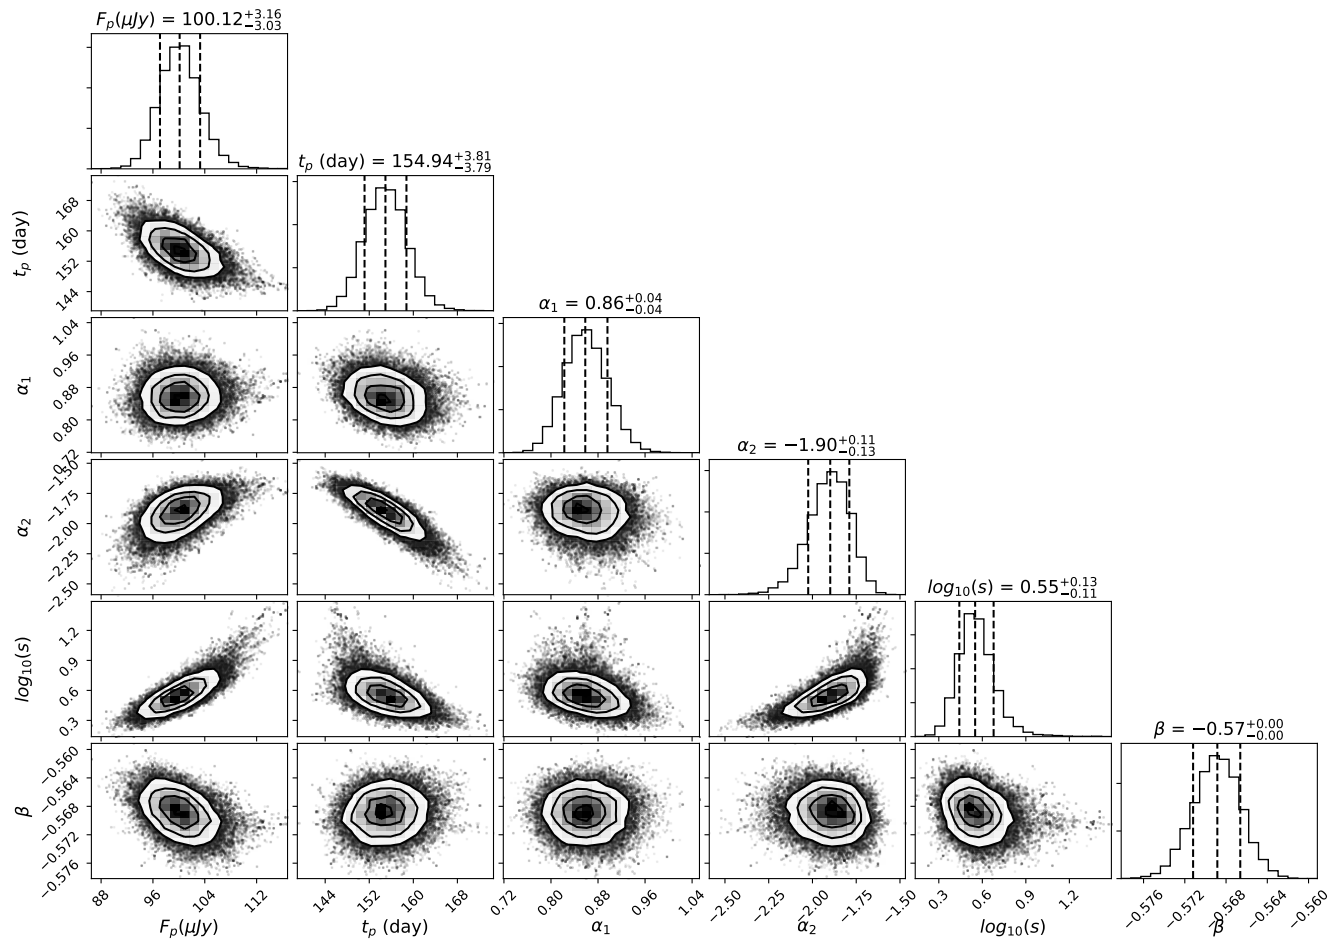 F_p(μJy) = 100.12^{+3.16}_{−3.03}
t_p (day) = 154.94^{+3.81}_{−3.79}
168
160
152
144
t_p (day)
α_1 = 0.86^{+0.04}_{−0.04}
1.04
0.96
0.88
0.80
0.72
α_1
α_2 = −1.90^{+0.11}_{−0.13}
−1.50
−1.75
−2.00
−2.25
−2.50
α_2
log_{10}(s) = 0.55^{+0.13}_{−0.11}
1.2
0.9
0.6
0.3
log_{10}(s)
β = −0.57^{+0.00}_{−0.00}
−0.560
−0.564
−0.568
−0.572
−0.576
β
88 96 104 112
144 152 160 168
0.72 0.80 0.88 0.96 1.04
−2.50 −2.25 −2.00 −1.75 −1.50
0.3 0.6 0.9 1.2
−0.576 −0.572 −0.568 −0.564 −0.560
F_p(μJy) t_p (day) α_1 α_2 log_{10}(s) β